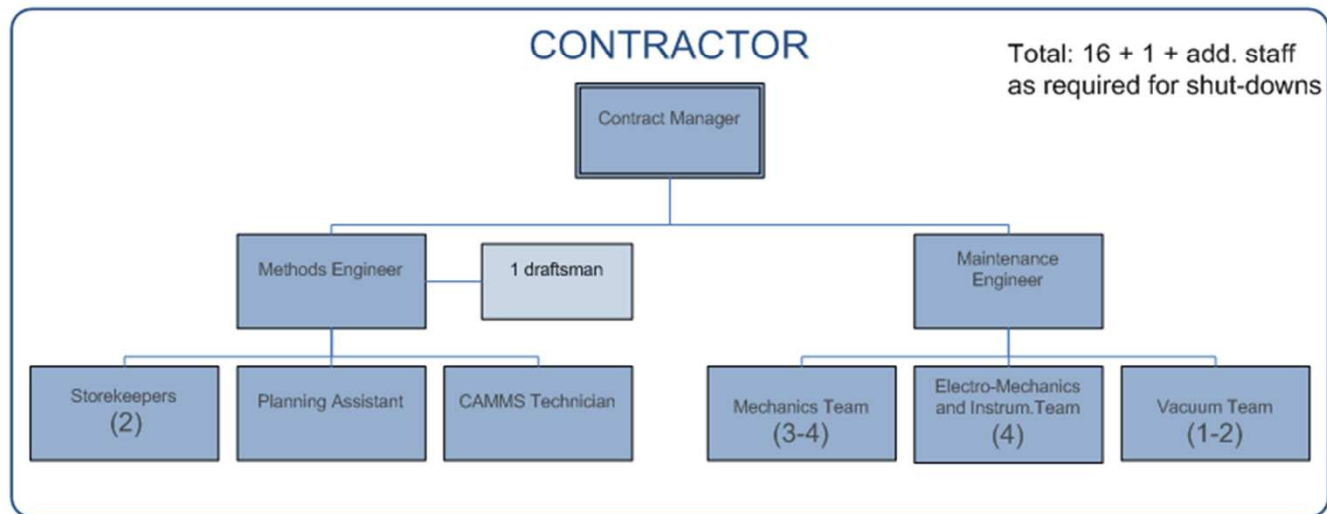 CONTRACTOR
Total: 16 + 1 + add. staff
as required for shut-downs
Contract Manager
Methods Engineer
1 draftsman
Maintenance
Engineer
Storekeepers
(2)
Planning Assistant
CAMMS Technician
Mechanics Team
(3-4)
Electro-Mechanics
and Instrum.Team
(4)
Vacuum Team
(1-2)